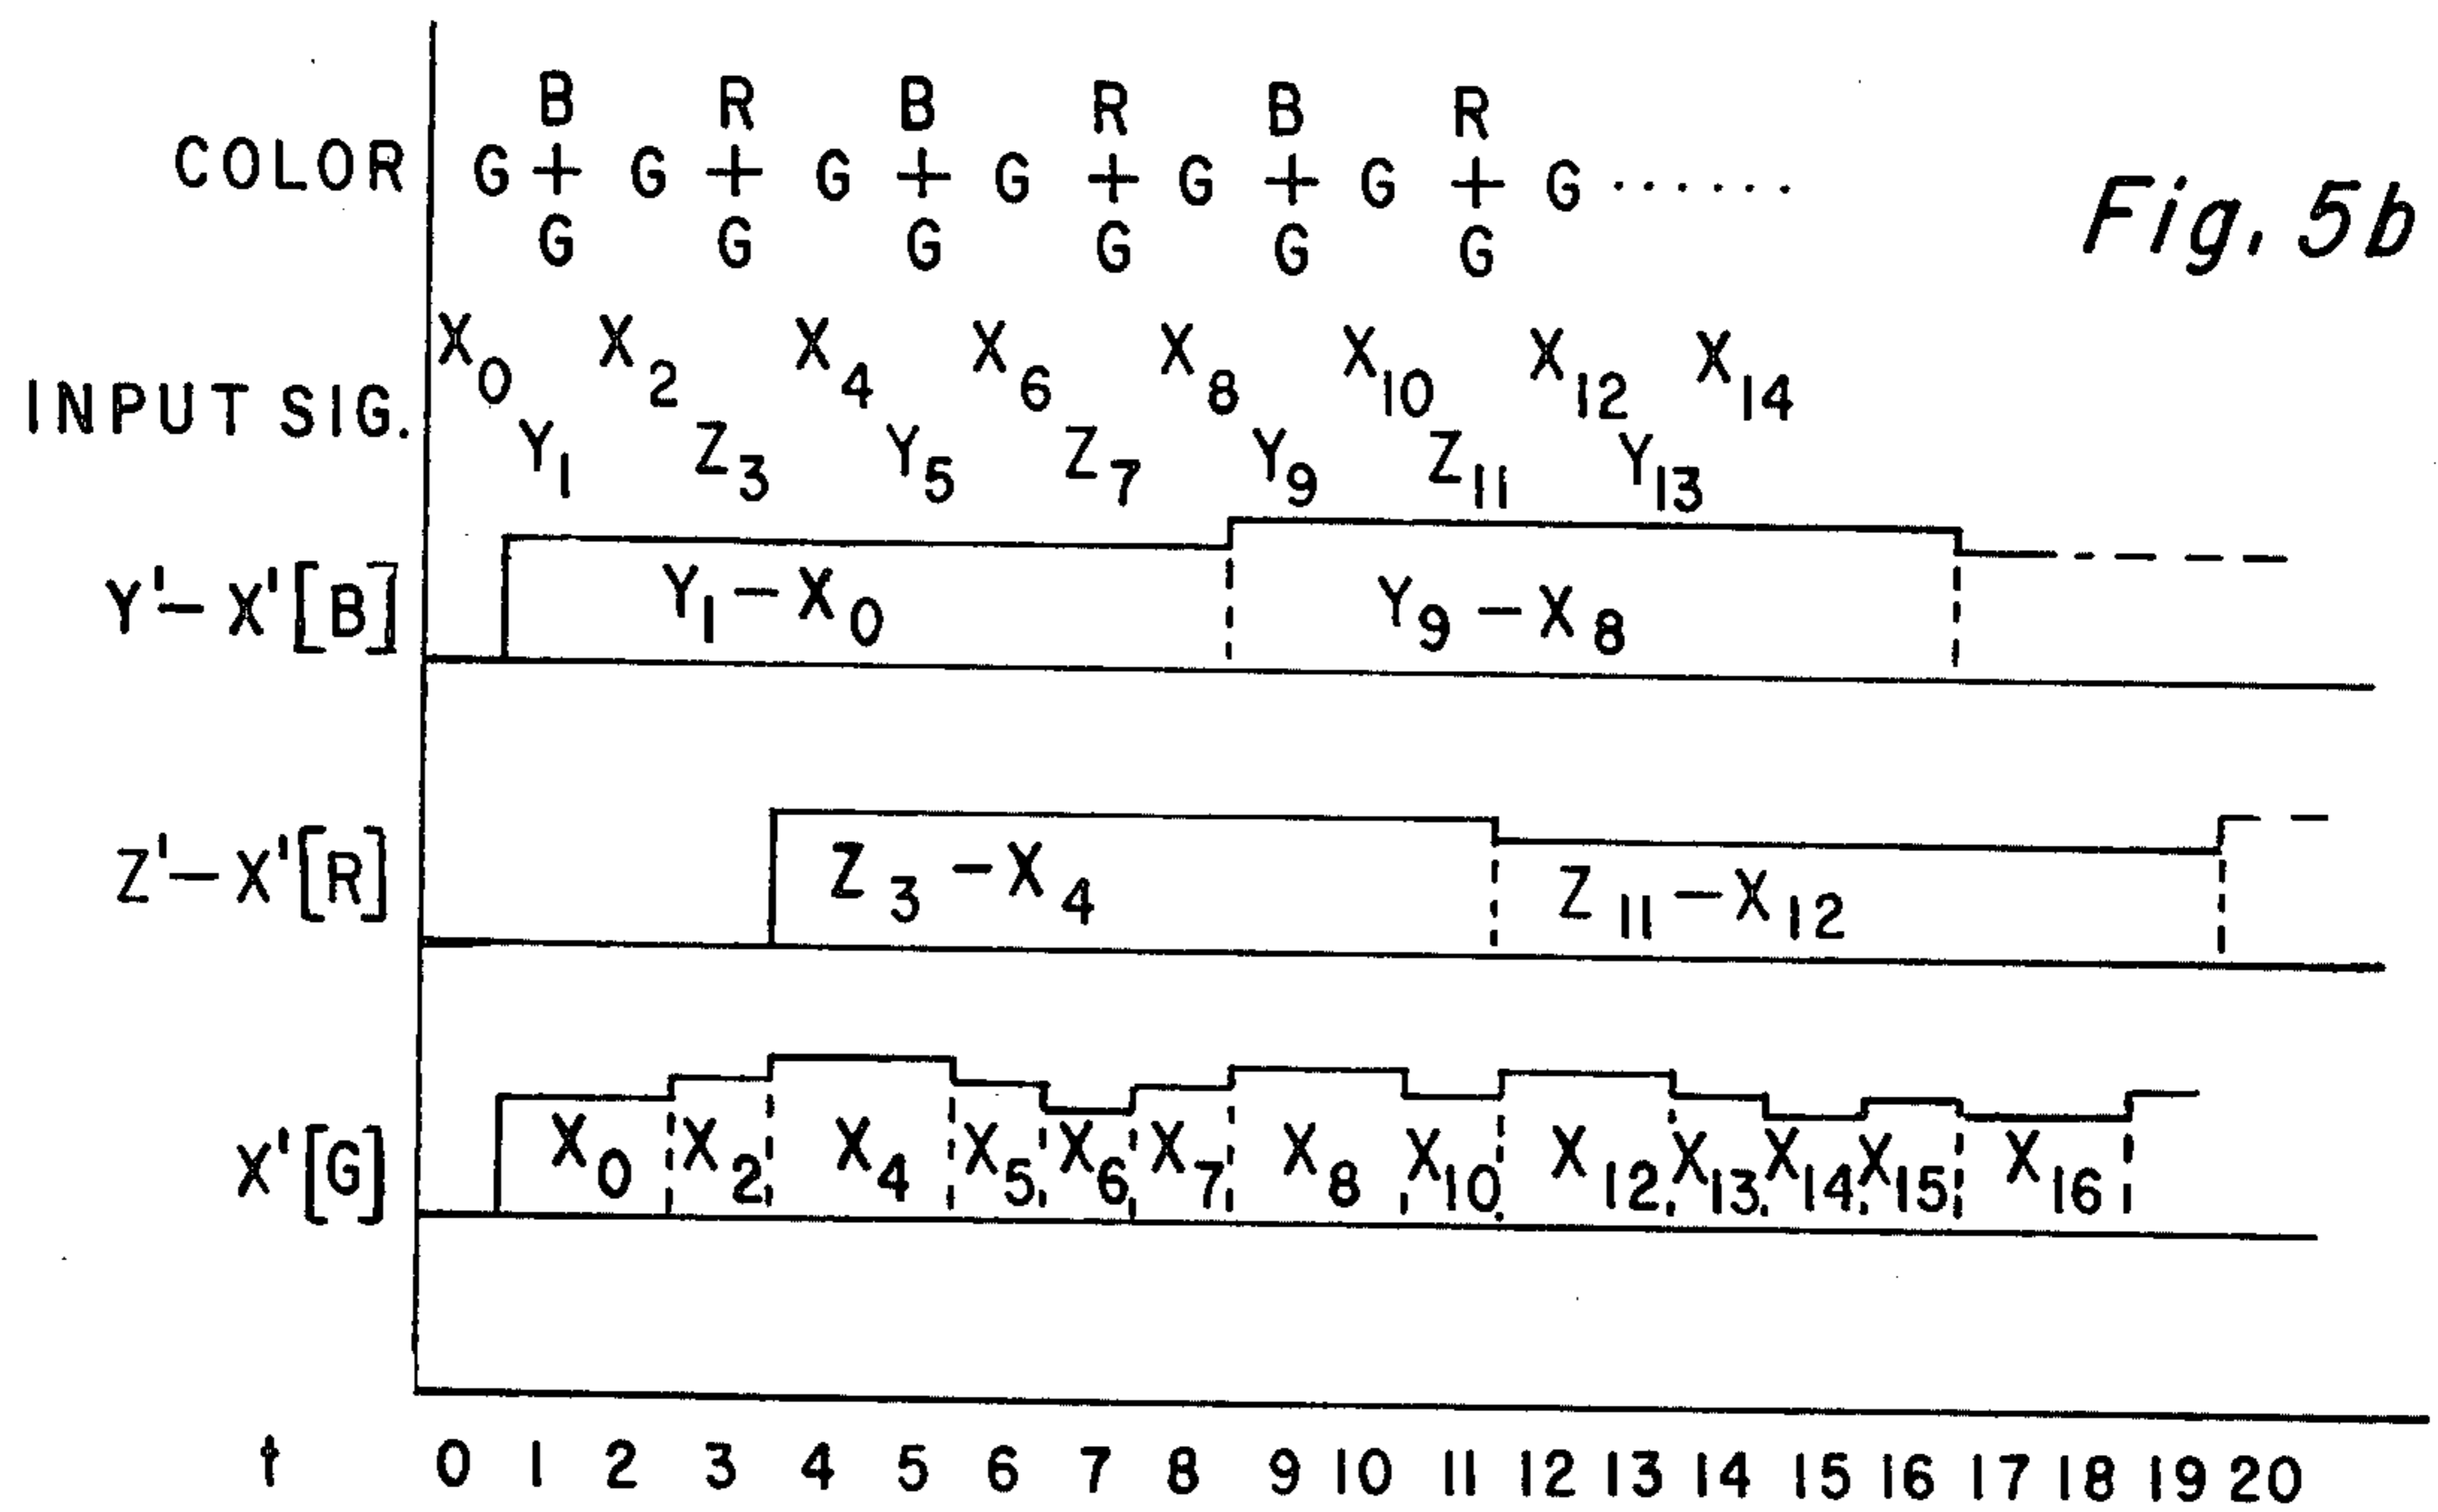 B R B R B R
COLOR G + G + G + G + G + G + G ......
G G G G G G
Fig. 5b
X0 X2 X4 X6 X8 X10 X12 X14
INPUT SIG.
Y1 Z3 Y5 Z7 Y9 Z11 Y13
Y'-X'[B] Y1-X0 Y9-X8
Z'-X'[R] Z3-X4 Z11-X12
X'[G] X0 X2 X4 X5 X6 X7 X8 X10 X12 X13 X14 X15 X16
t 0 1 2 3 4 5 6 7 8 9 10 11 12 13 14 15 16 17 18 19 20